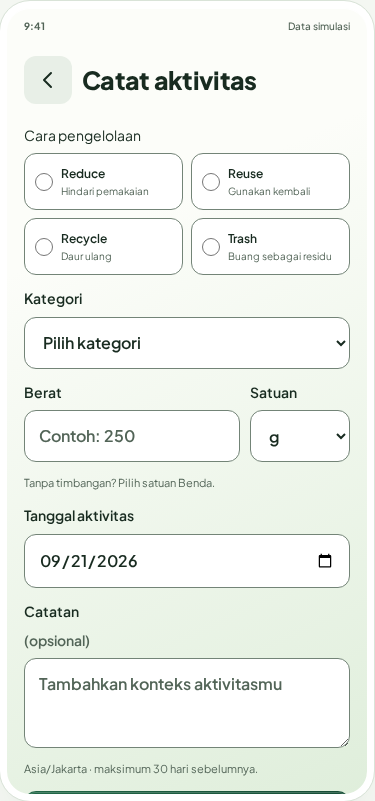 9:41
Data simulasi
Catat aktivitas
Cara pengelolaan
Reduce
Hindari pemakaian
Reuse
Gunakan kembali
Recycle
Daur ulang
Trash
Buang sebagai residu
Kategori
Pilih kategori
Berat
Satuan
Contoh: 250
g
Tanpa timbangan? Pilih satuan Benda.
Tanggal aktivitas
09/21/2026
Catatan
(opsional)
Tambahkan konteks aktivitasmu
Asia/Jakarta · maksimum 30 hari sebelumnya.